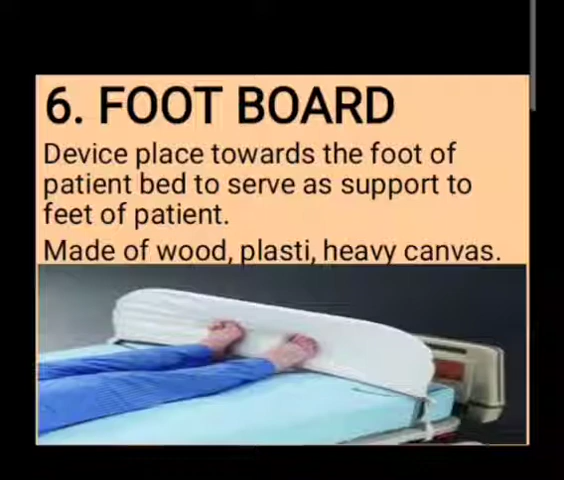 6. FOOT BOARD
Device place towards the foot of
patient bed to serve as support to
feet of patient.
Made of wood, plasti, heavy canvas.